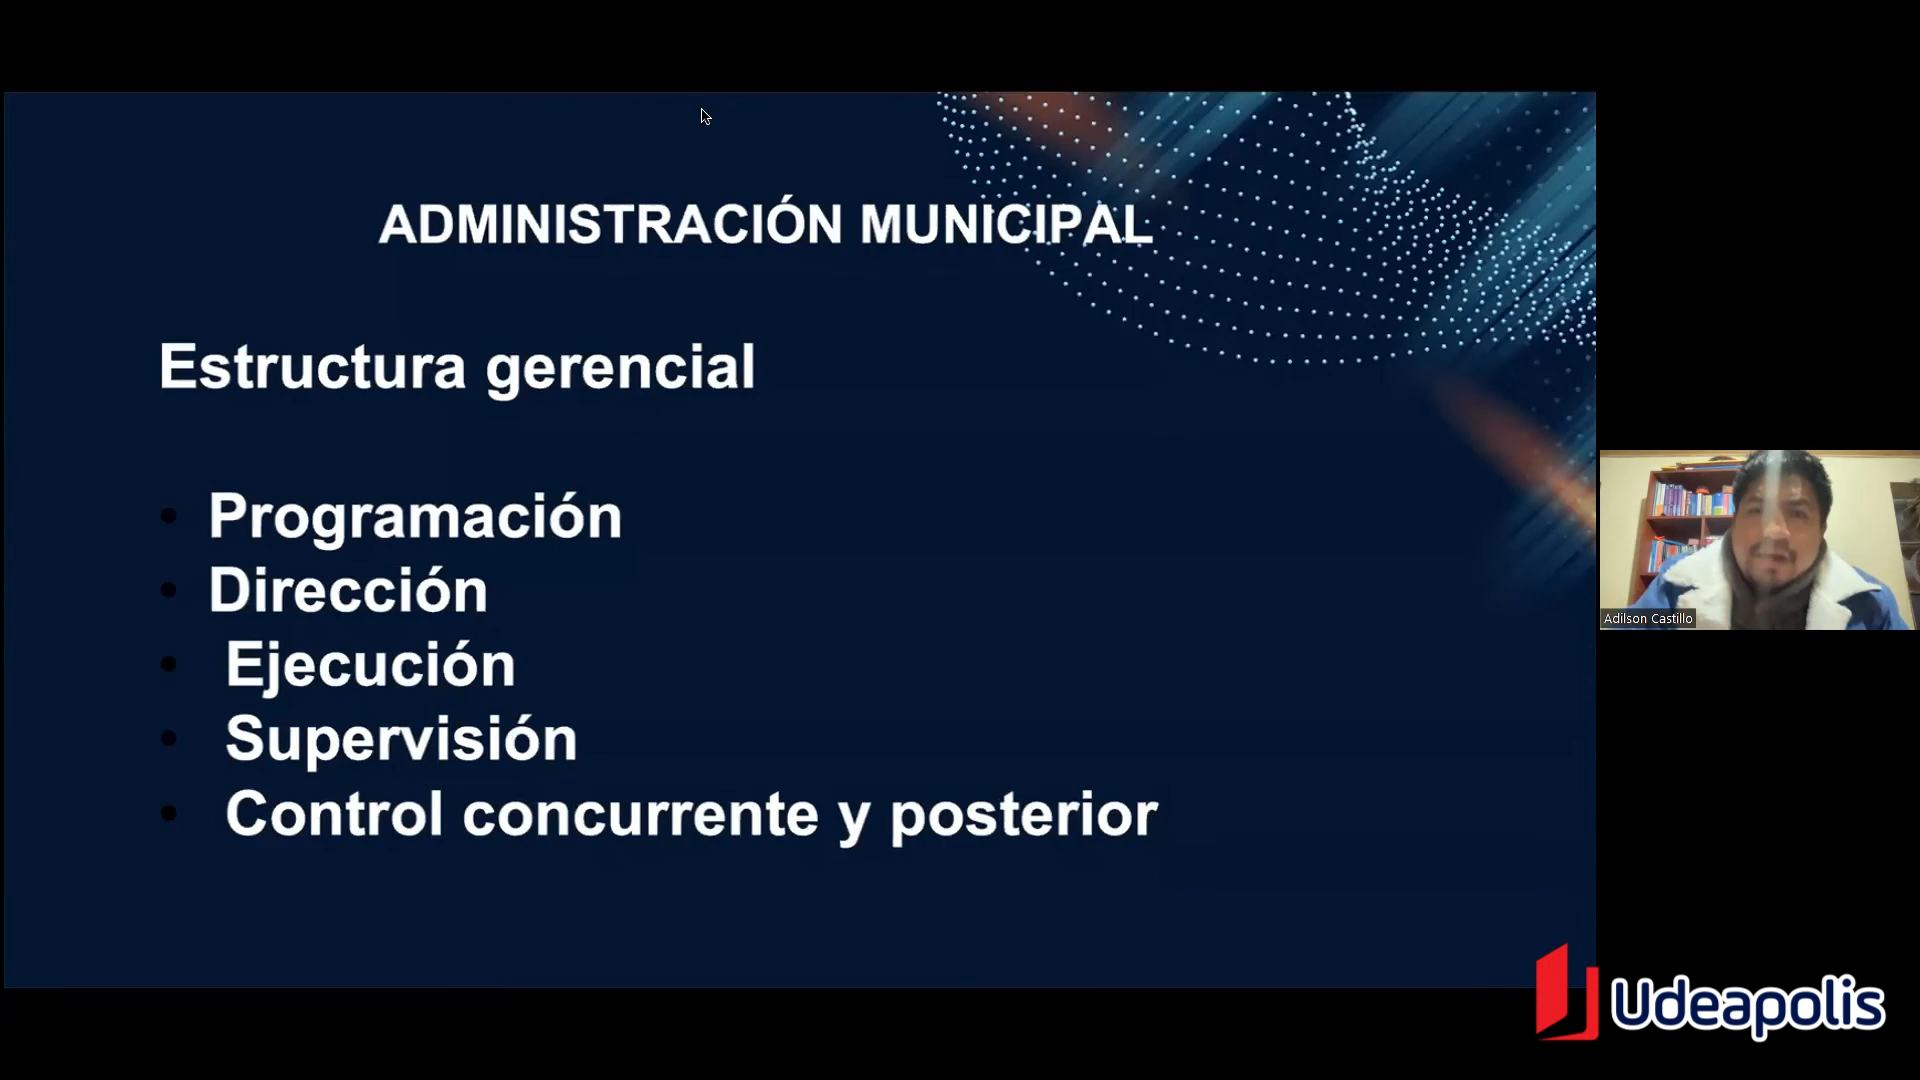 ADMINISTRACIÓN MUNICIPAL
Estructura gerencial
• Programación
• Dirección
• Ejecución
• Supervisión
• Control concurrente y posterior
Adilson Castillo
Udeapolis